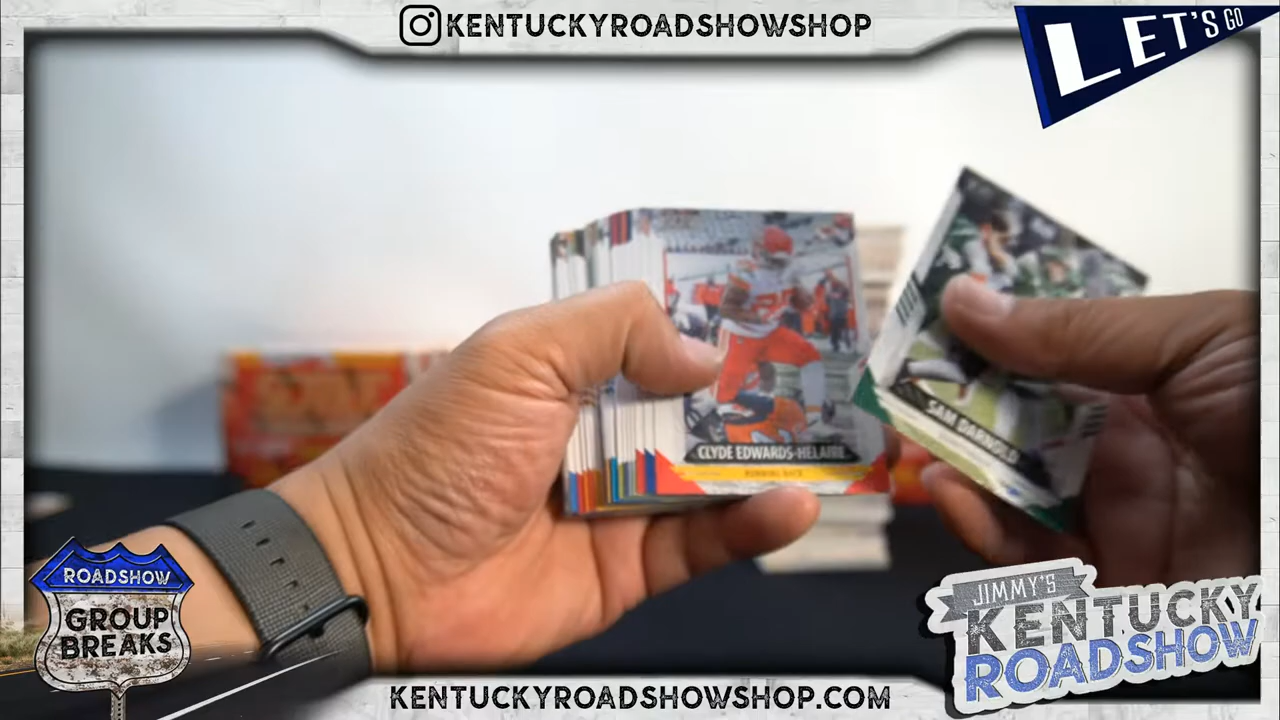 KENTUCKYROADSHOWSHOP
LET'S GO
CLYDE EDWARDS-HELAIRE
RUNNING BACK
SAM DARNOLD
ROADSHOW
GROUP
BREAKS
JIMMY'S
KENTUCKY
ROADSHOW
KENTUCKYROADSHOWSHOP.COM